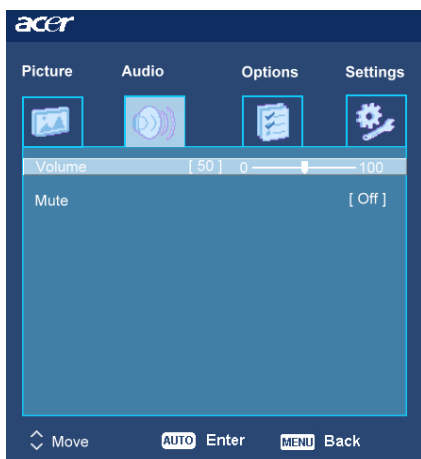 acer
Picture Audio Options Settings
Volume [ 50 ] 0 100
Mute [ Off ]
Move AUTO Enter MENU Back